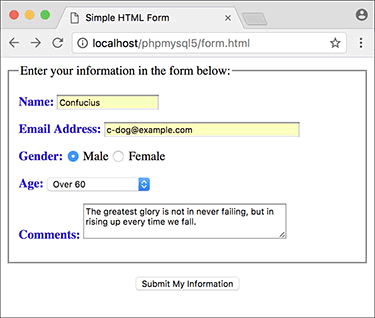 Simple HTML Form
localhost/phpmysql5/form.html
Enter your information in the form below:
Name: Confucius
Email Address: c-dog@example.com
Gender: Male Female
Age: Over 60
Comments: The greatest glory is not in never failing, but in
rising up every time we fall.
Submit My Information